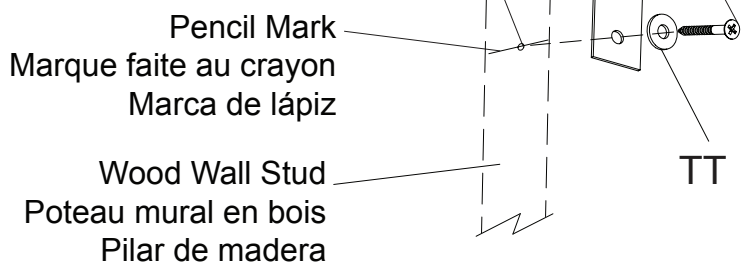 Pencil Mark
Marque faite au crayon
Marca de lápiz
TT
Wood Wall Stud
Poteau mural en bois
Pilar de madera